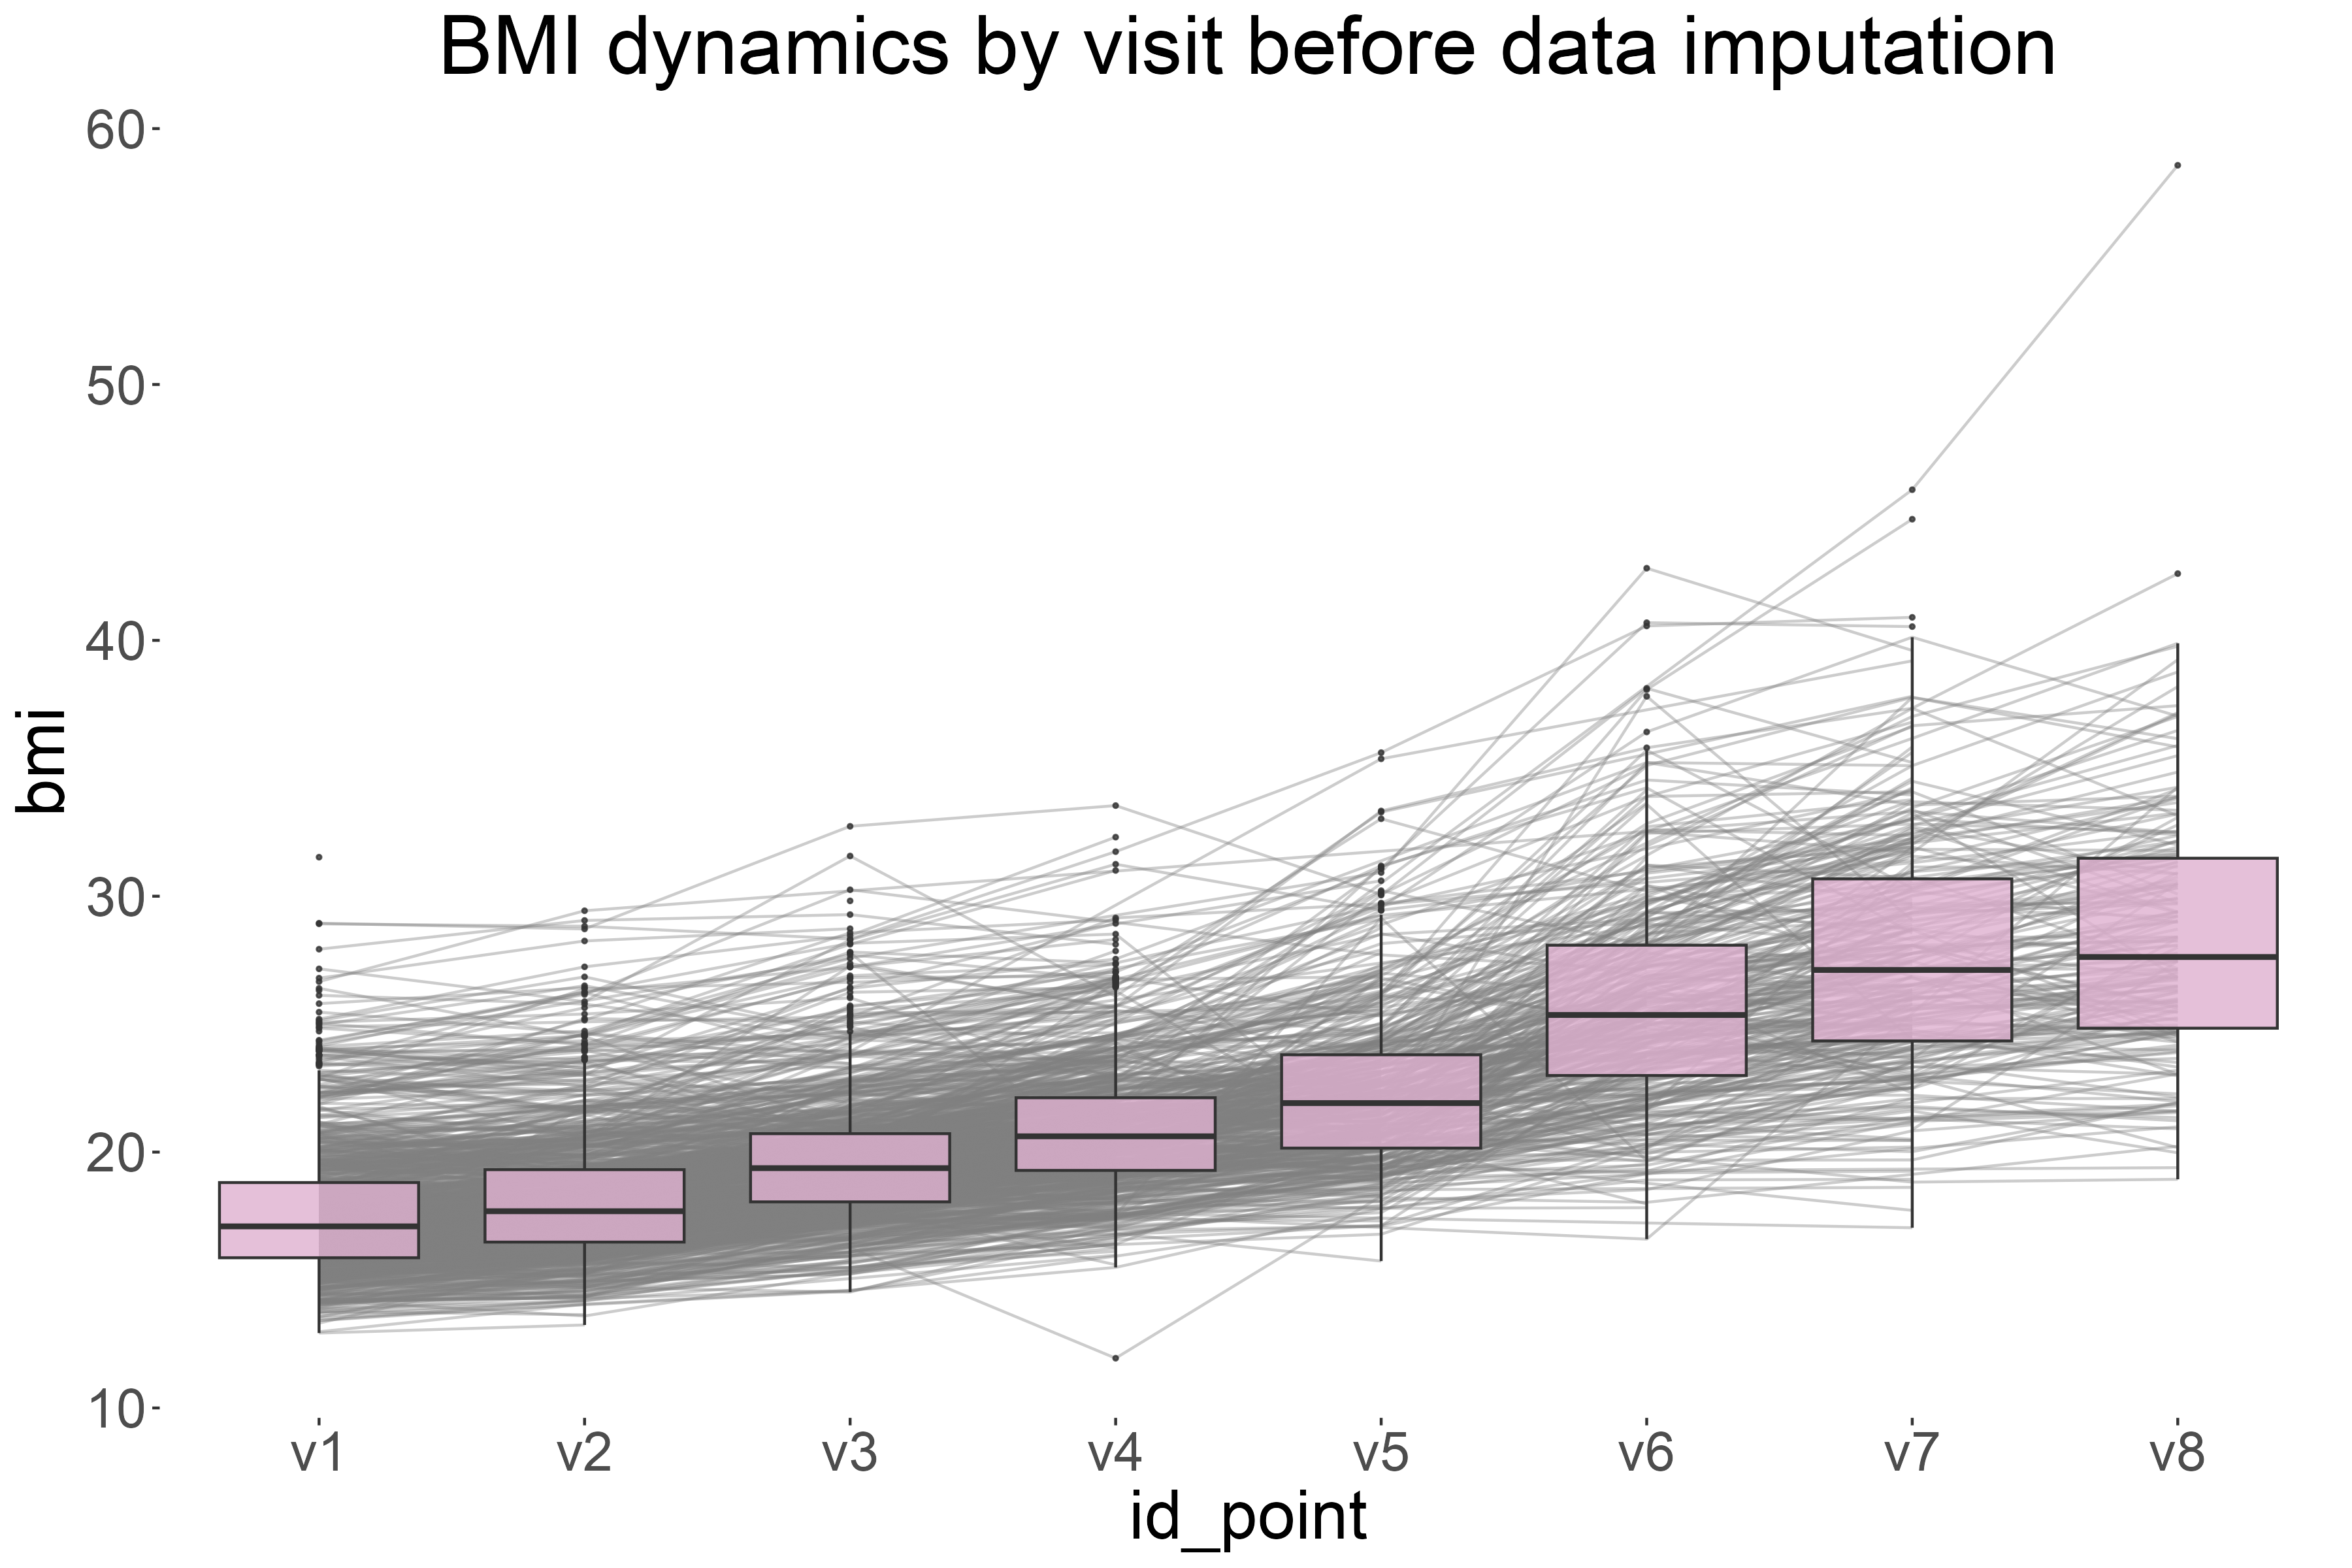 BMI dynamics by visit before data imputation
60
50
40
30
20
10
bmi
v1 v2 v3 v4 v5 v6 v7 v8
id_point